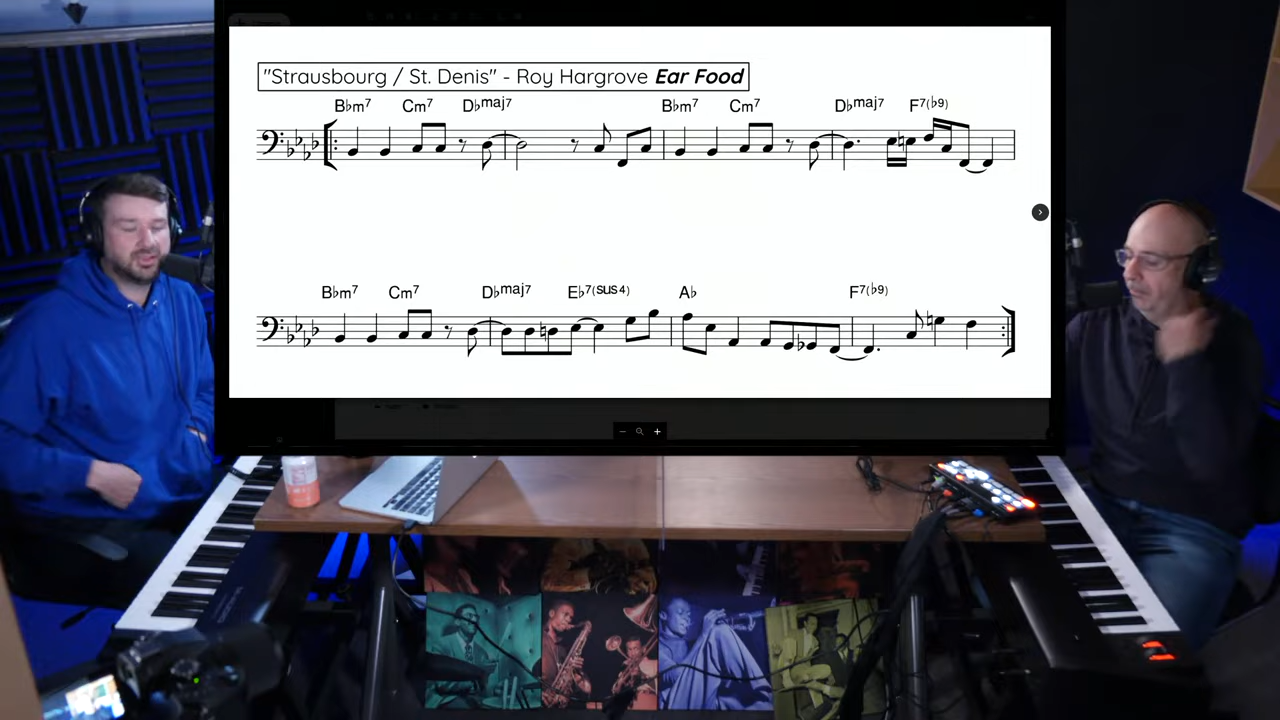 "Strausbourg / St. Denis" - Roy Hargrove Ear Food
B♭m7 Cm7 D♭maj7 B♭m7 Cm7 D♭maj7 F7(♭9)
B♭m7 Cm7 D♭maj7 E♭7(sus4) A♭ F7(♭9)